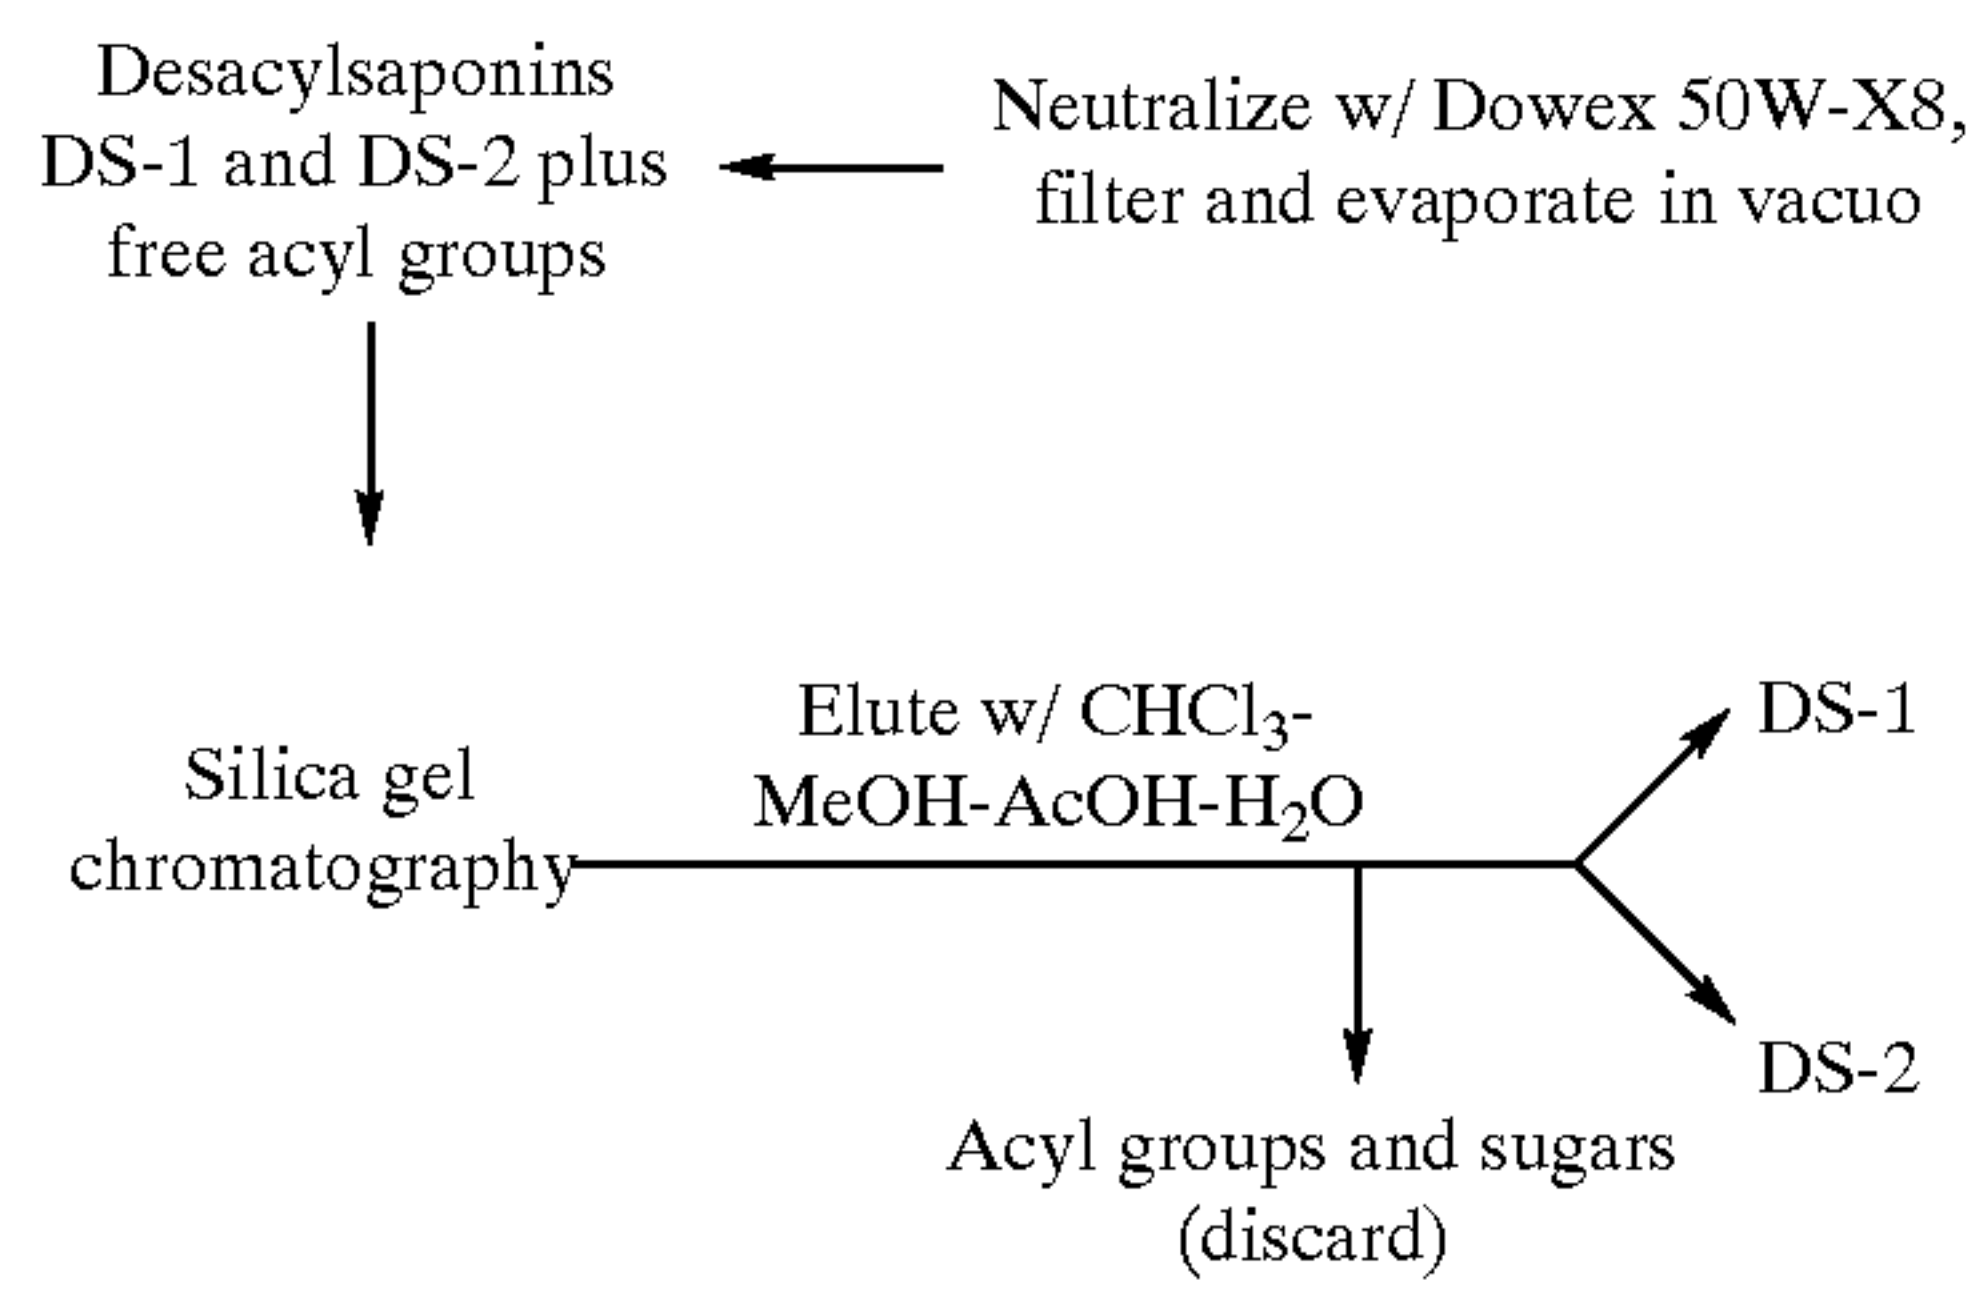 Desacylsaponins
DS-1 and DS-2 plus
free acyl groups
Neutralize w/ Dowex 50W-X8,
filter and evaporate in vacuo
Silica gel
chromatography
Elute w/ CHCl₃-
MeOH-AcOH-H₂O
DS-1
DS-2
Acyl groups and sugars
(discard)